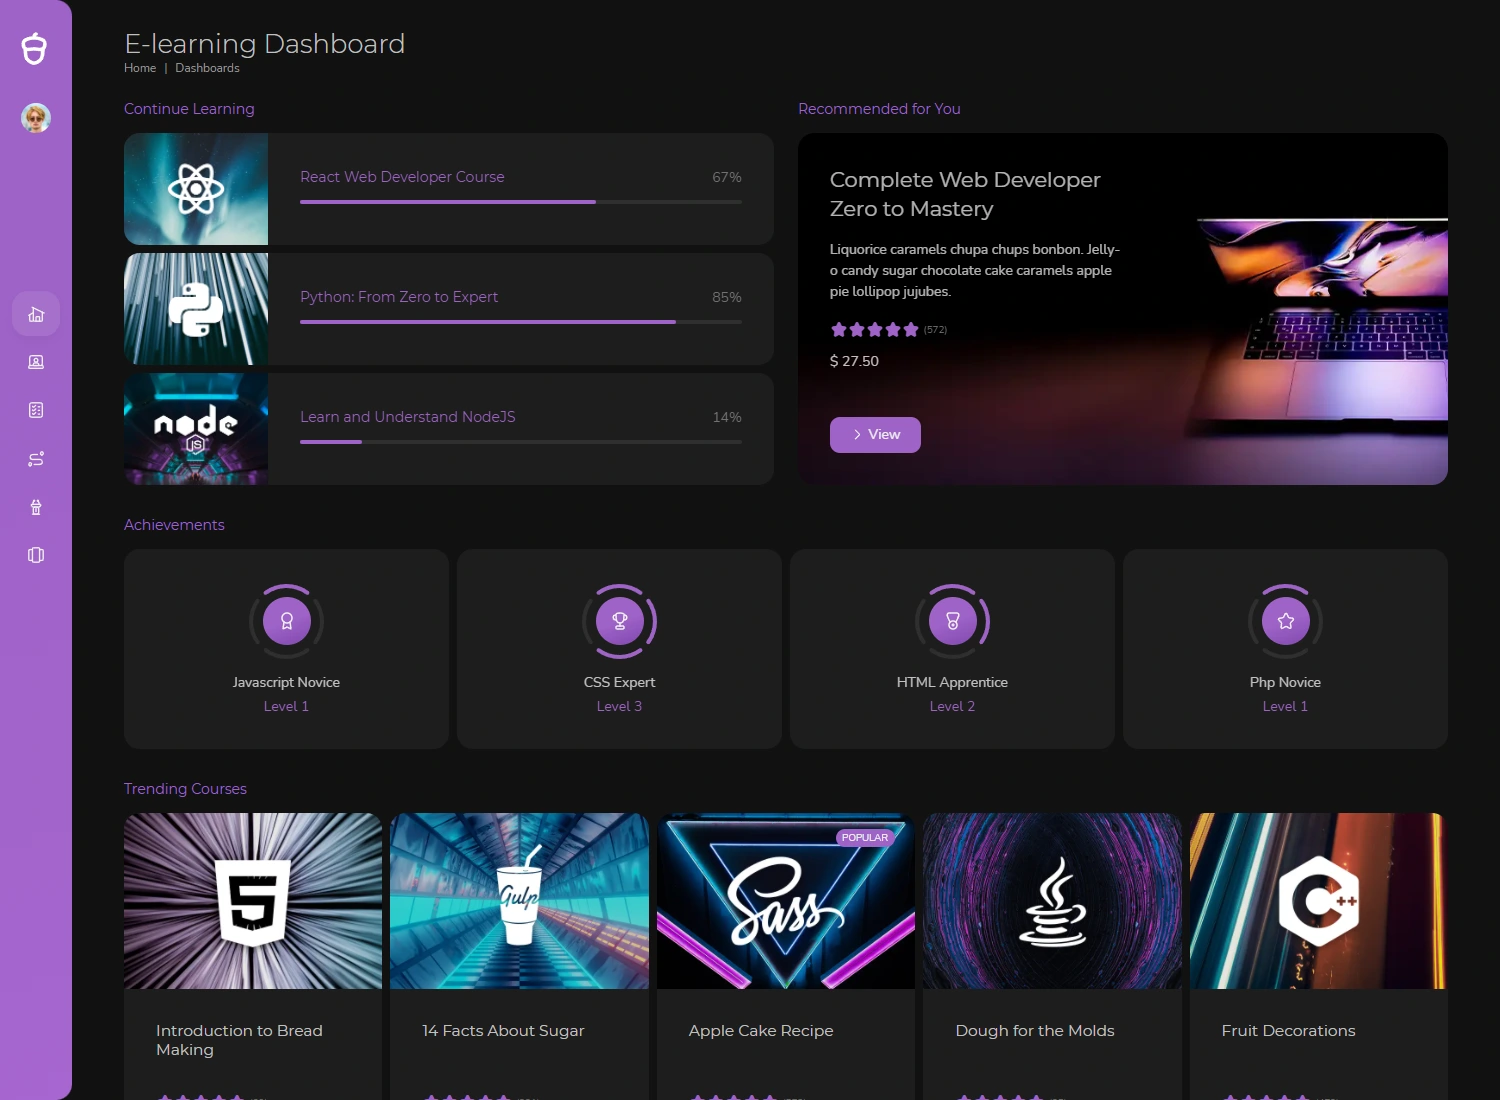 E-learning Dashboard
Home | Dashboards
Continue Learning
React Web Developer Course 67%
Python: From Zero to Expert 85%
node
JS
Learn and Understand NodeJS 14%
Recommended for You
Complete Web Developer
Zero to Mastery
Liquorice caramels chupa chups bonbon. Jelly-
o candy sugar chocolate cake caramels apple
pie lollipop jujubes.
(572)
$ 27.50
View
Achievements
Javascript Novice
Level 1
CSS Expert
Level 3
HTML Apprentice
Level 2
Php Novice
Level 1
Trending Courses
5
Gulp
POPULAR
Sass
C++
Introduction to Bread
Making
14 Facts About Sugar
Apple Cake Recipe
Dough for the Molds
Fruit Decorations